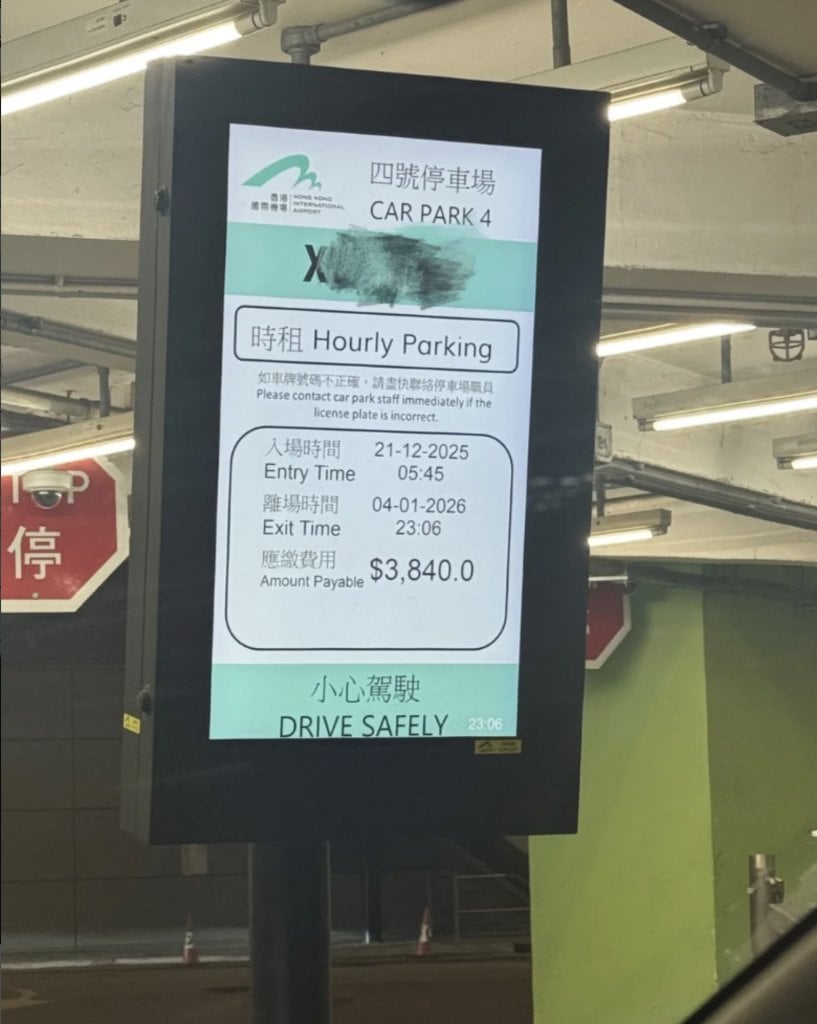 香港
國際機場
HONG KONG
INTERNATIONAL
AIRPORT
四號停車場
CAR PARK 4
X
時租 Hourly Parking
如車牌號碼不正確，請盡快聯絡停車場職員
Please contact car park staff immediately if the
license plate is incorrect.
入場時間 21-12-2025
Entry Time 05:45
離場時間 04-01-2026
Exit Time 23:06
應繳費用
Amount Payable $3,840.0
小心駕駛
DRIVE SAFELY 23:06
停